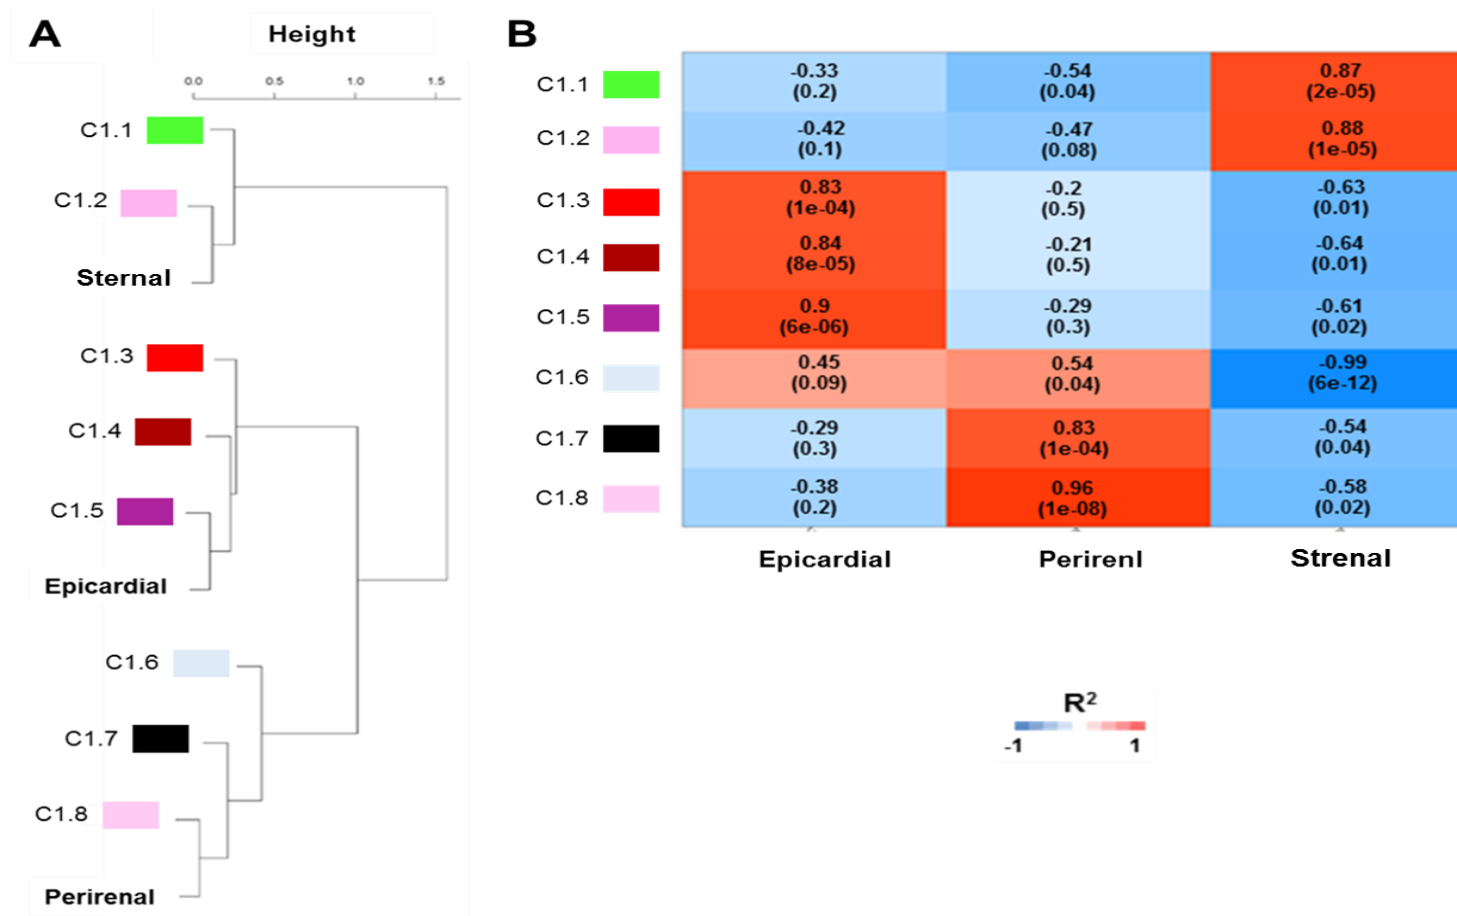 A
Height
0.0 0.5 1.0 1.5
C1.1
C1.2
Sternal
C1.3
C1.4
C1.5
Epicardial
C1.6
C1.7
C1.8
Perirenal
B
C1.1 -0.33 -0.54 0.87
(0.2) (0.04) (2e-05)
C1.2 -0.42 -0.47 0.88
(0.1) (0.08) (1e-05)
C1.3 0.83 -0.2 -0.63
(1e-04) (0.5) (0.01)
C1.4 0.84 -0.21 -0.64
(8e-05) (0.5) (0.01)
C1.5 0.9 -0.29 -0.61
(6e-06) (0.3) (0.02)
C1.6 0.45 0.54 -0.99
(0.09) (0.04) (6e-12)
C1.7 -0.29 0.83 -0.54
(0.3) (1e-04) (0.04)
C1.8 -0.38 0.96 -0.58
(0.2) (1e-08) (0.02)
Epicardial Perirenl Strenal
R²
-1 1